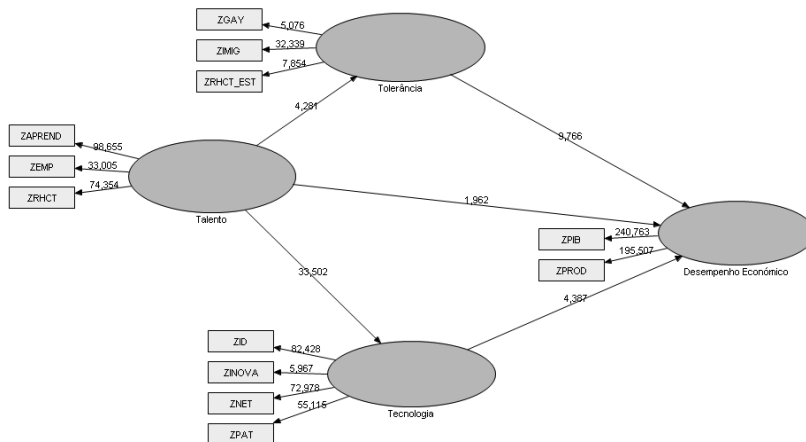 ZGAY
5,076
ZIMIG
32,339
ZRHCT_EST
7,854
Tolerância
4,281
9,766
ZAPREND
98,655
ZEMP
33,005
ZRHCT
74,354
Talento
1,962
ZPIB
240,763
ZPROD
195,507
Desempenho Económico
33,502
4,387
ZID
82,428
ZINOVA
5,967
ZNET
72,978
ZPAT
55,115
Tecnologia